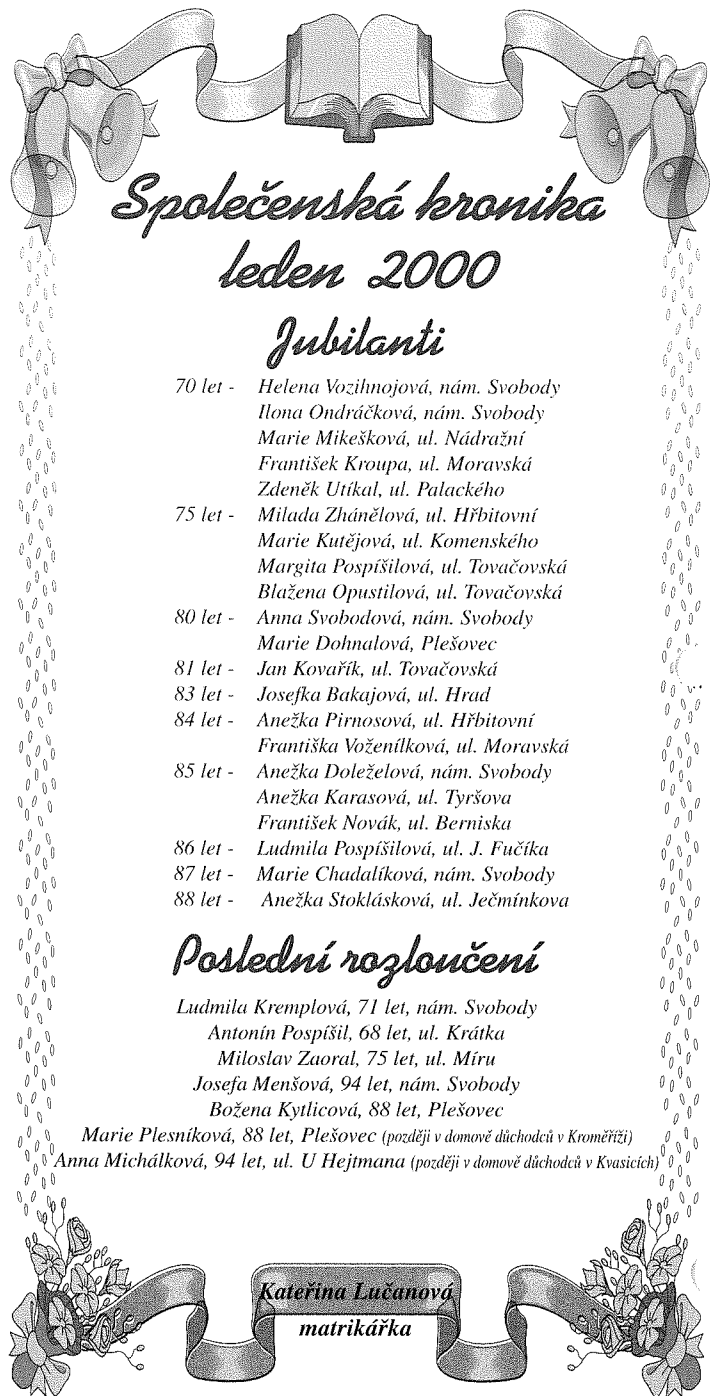 Společenská kronika
leden 2000
Jubilanti
70 let - Helena Vozihnojová, nám. Svobody
Ilona Ondráčková, nám. Svobody
Marie Mikešková, ul. Nádražní
František Kroupa, ul. Moravská
Zdeněk Utíkal, ul. Palackého
75 let - Milada Zhánělová, ul. Hřbitovní
Marie Kutějová, ul. Komenského
Margita Pospíšilová, ul. Tovačovská
Blažena Opustilová, ul. Tovačovská
80 let - Anna Svobodová, nám. Svobody
Marie Dohnalová, Plešovec
81 let - Jan Kovařík, ul. Tovačovská
83 let - Josefka Bakajová, ul. Hrad
84 let - Anežka Pirnosová, ul. Hřbitovní
Františka Voženílková, ul. Moravská
85 let - Anežka Doleželová, nám. Svobody
Anežka Karasová, ul. Tyršova
František Novák, ul. Berniska
86 let - Ludmila Pospíšilová, ul. J. Fučíka
87 let - Marie Chadalíková, nám. Svobody
88 let - Anežka Stoklásková, ul. Ječmínkova
Poslední rozloučení
Ludmila Kremplová, 71 let, nám. Svobody
Antonín Pospíšil, 68 let, ul. Krátka
Miloslav Zaoral, 75 let, ul. Míru
Josefa Menšová, 94 let, nám. Svobody
Božena Kytlicová, 88 let, Plešovec
Marie Plesníková, 88 let, Plešovec (později v domově důchodců v Kroměříži)
Anna Michálková, 94 let, ul. U Hejtmana (později v domově důchodců v Kvasicích)
Kateřina Lučanová
matrikářka